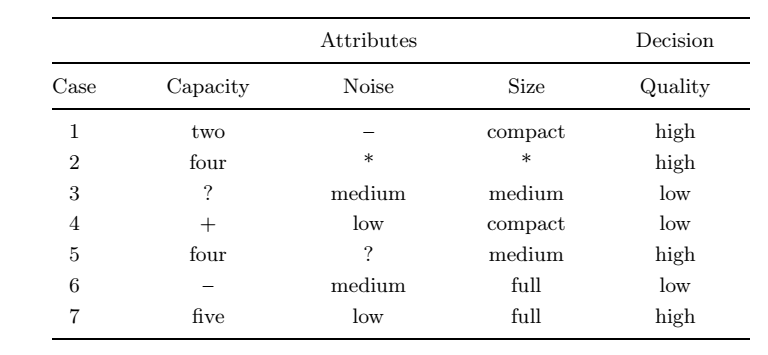 Attributes Decision
Case Capacity Noise Size Quality
1 two – compact high
2 four * * high
3 ? medium medium low
4 + low compact low
5 four ? medium high
6 – medium full low
7 five low full high